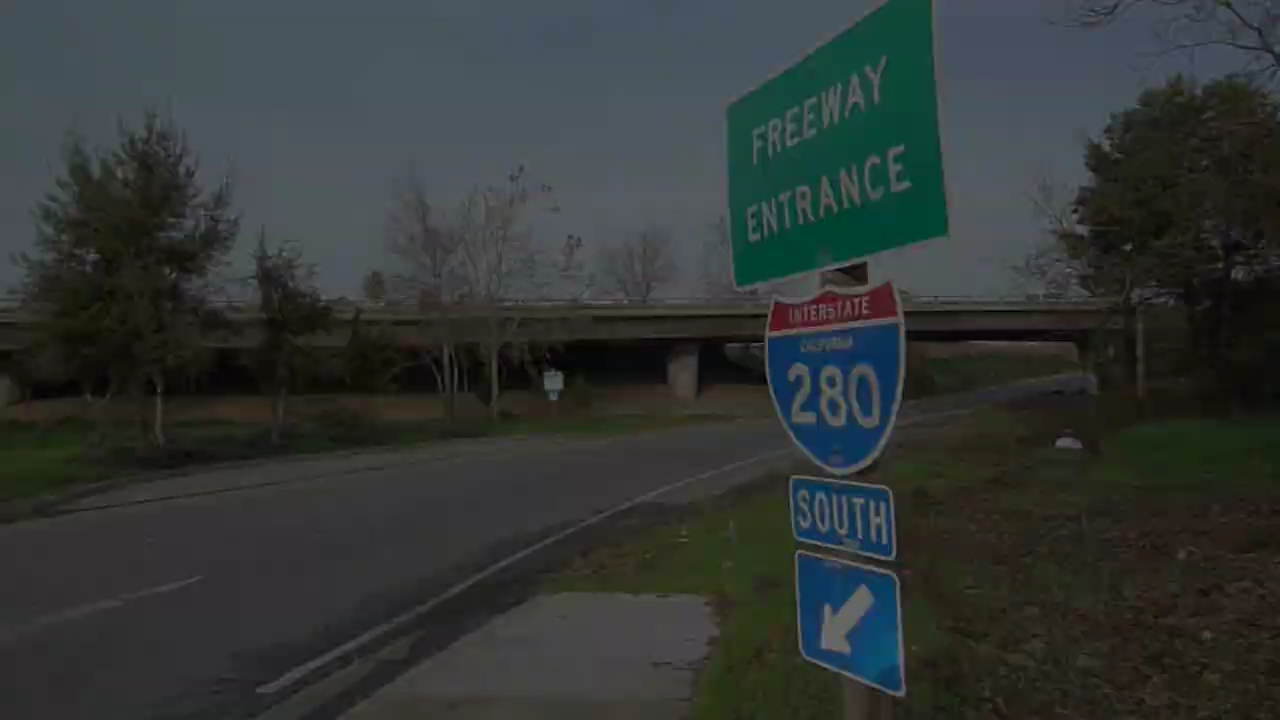 FREEWAY
ENTRANCE
INTERSTATE
CALIFORNIA
280
SOUTH